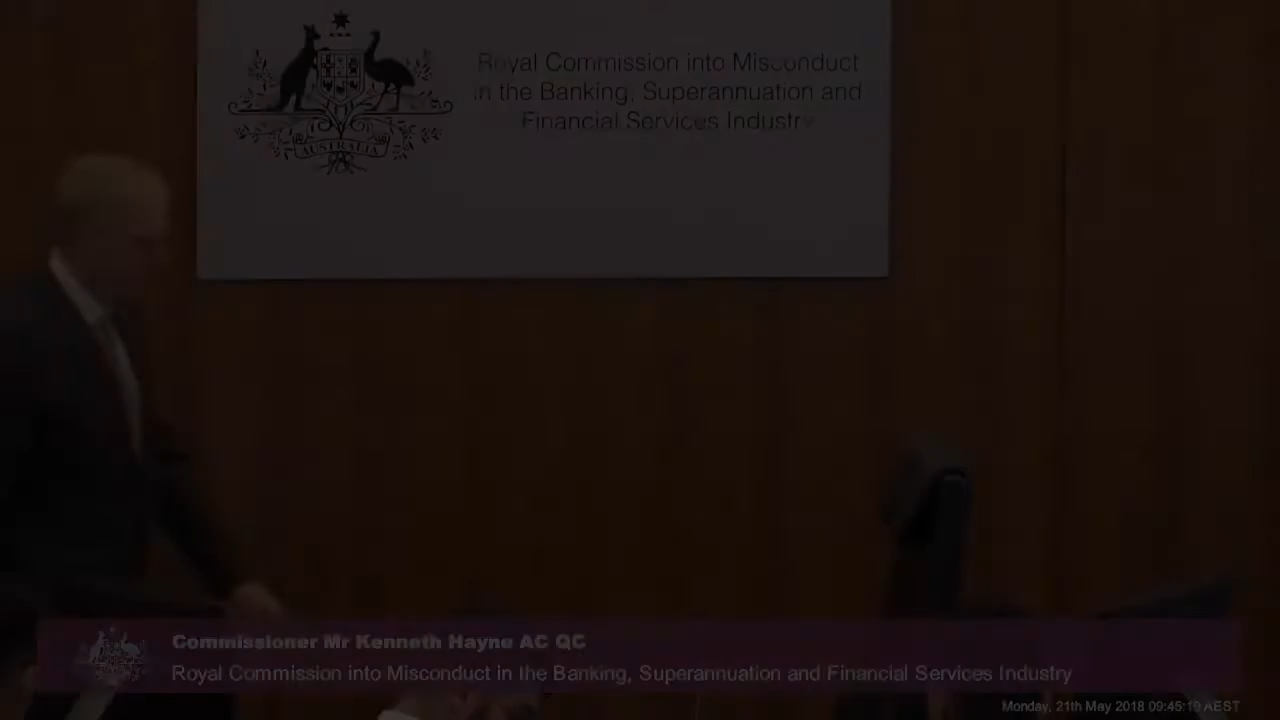 Royal Commission into Misconduct
in the Banking, Superannuation and
Financial Services Industry
AUSTRALIA
Commissioner Mr Kenneth Hayne AC QC
Royal Commission into Misconduct in the Banking, Superannuation and Financial Services Industry
Monday, 21th May 2018 09:45:19 AEST